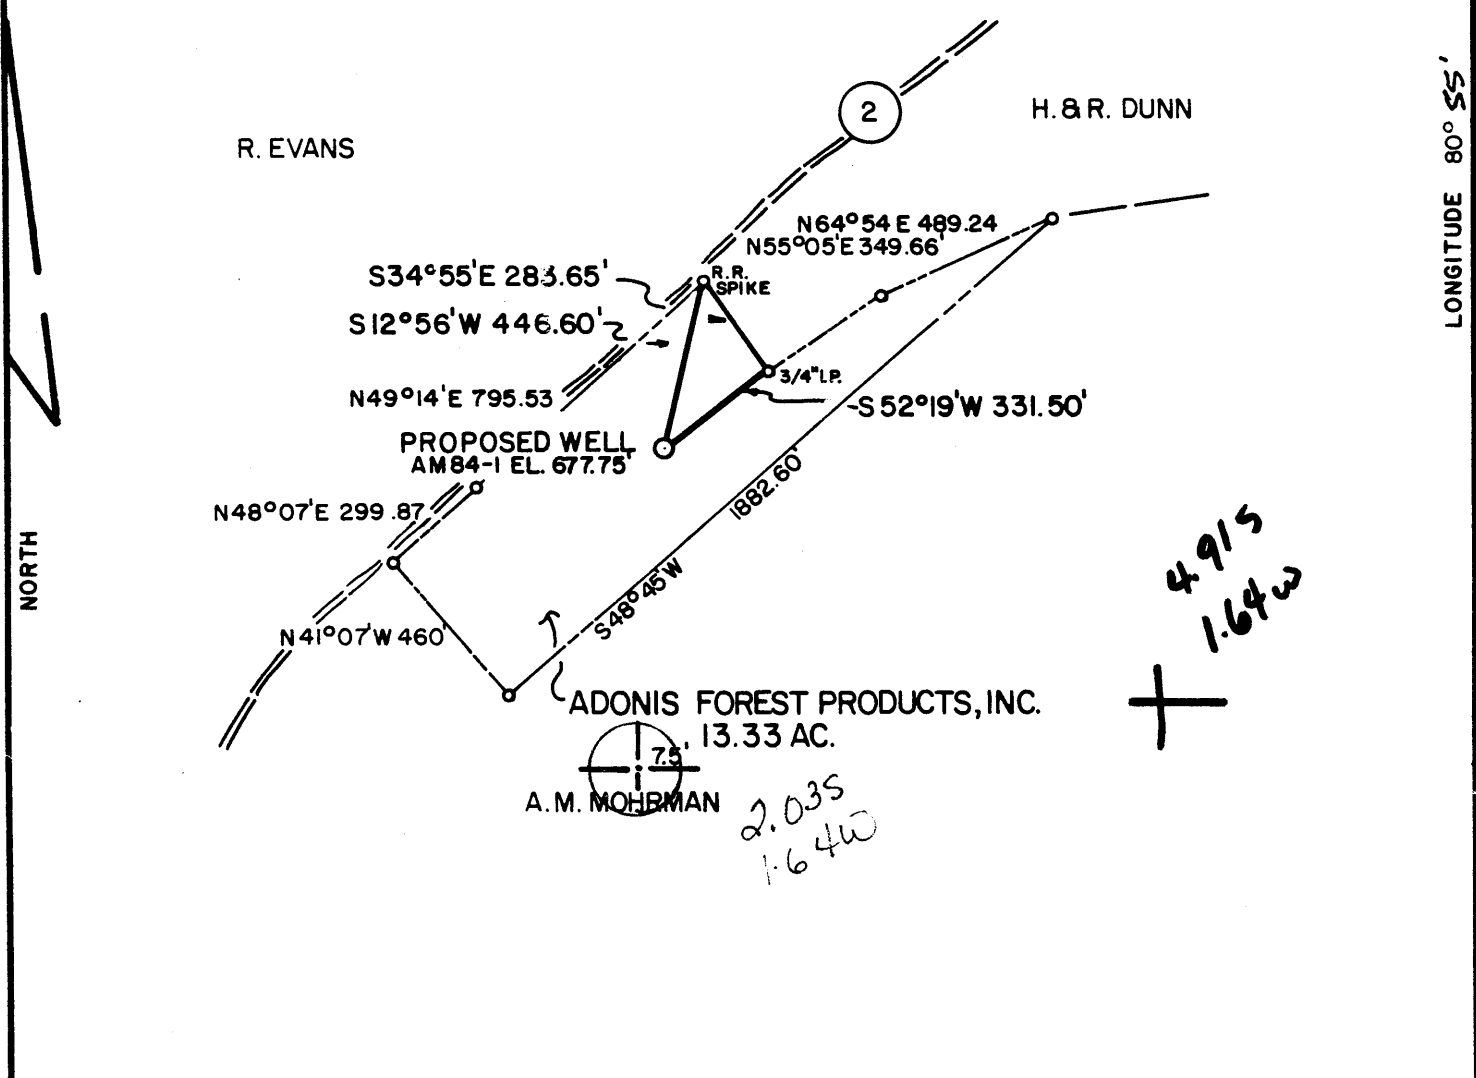 2
H. & R. DUNN
R. EVANS
LONGITUDE 80° 55'
N64°54 E 489.24
N55°05'E 349.66'
S34°55'E 283.65'
R.R.
SPIKE
S12°56'W 446.60'
3/4" I.P.
N49°14'E 795.53
S52°19'W 331.50'
PROPOSED WELL
AM84-1 EL. 677.75'
1882.60'
N48°07'E 299.87
NORTH
S48°45'W
4.91S
1.64W
N41°07'W 460'
ADONIS FOREST PRODUCTS, INC.
13.33 AC.
7.5'
A.M. MOHRMAN
2.03S
1.64W